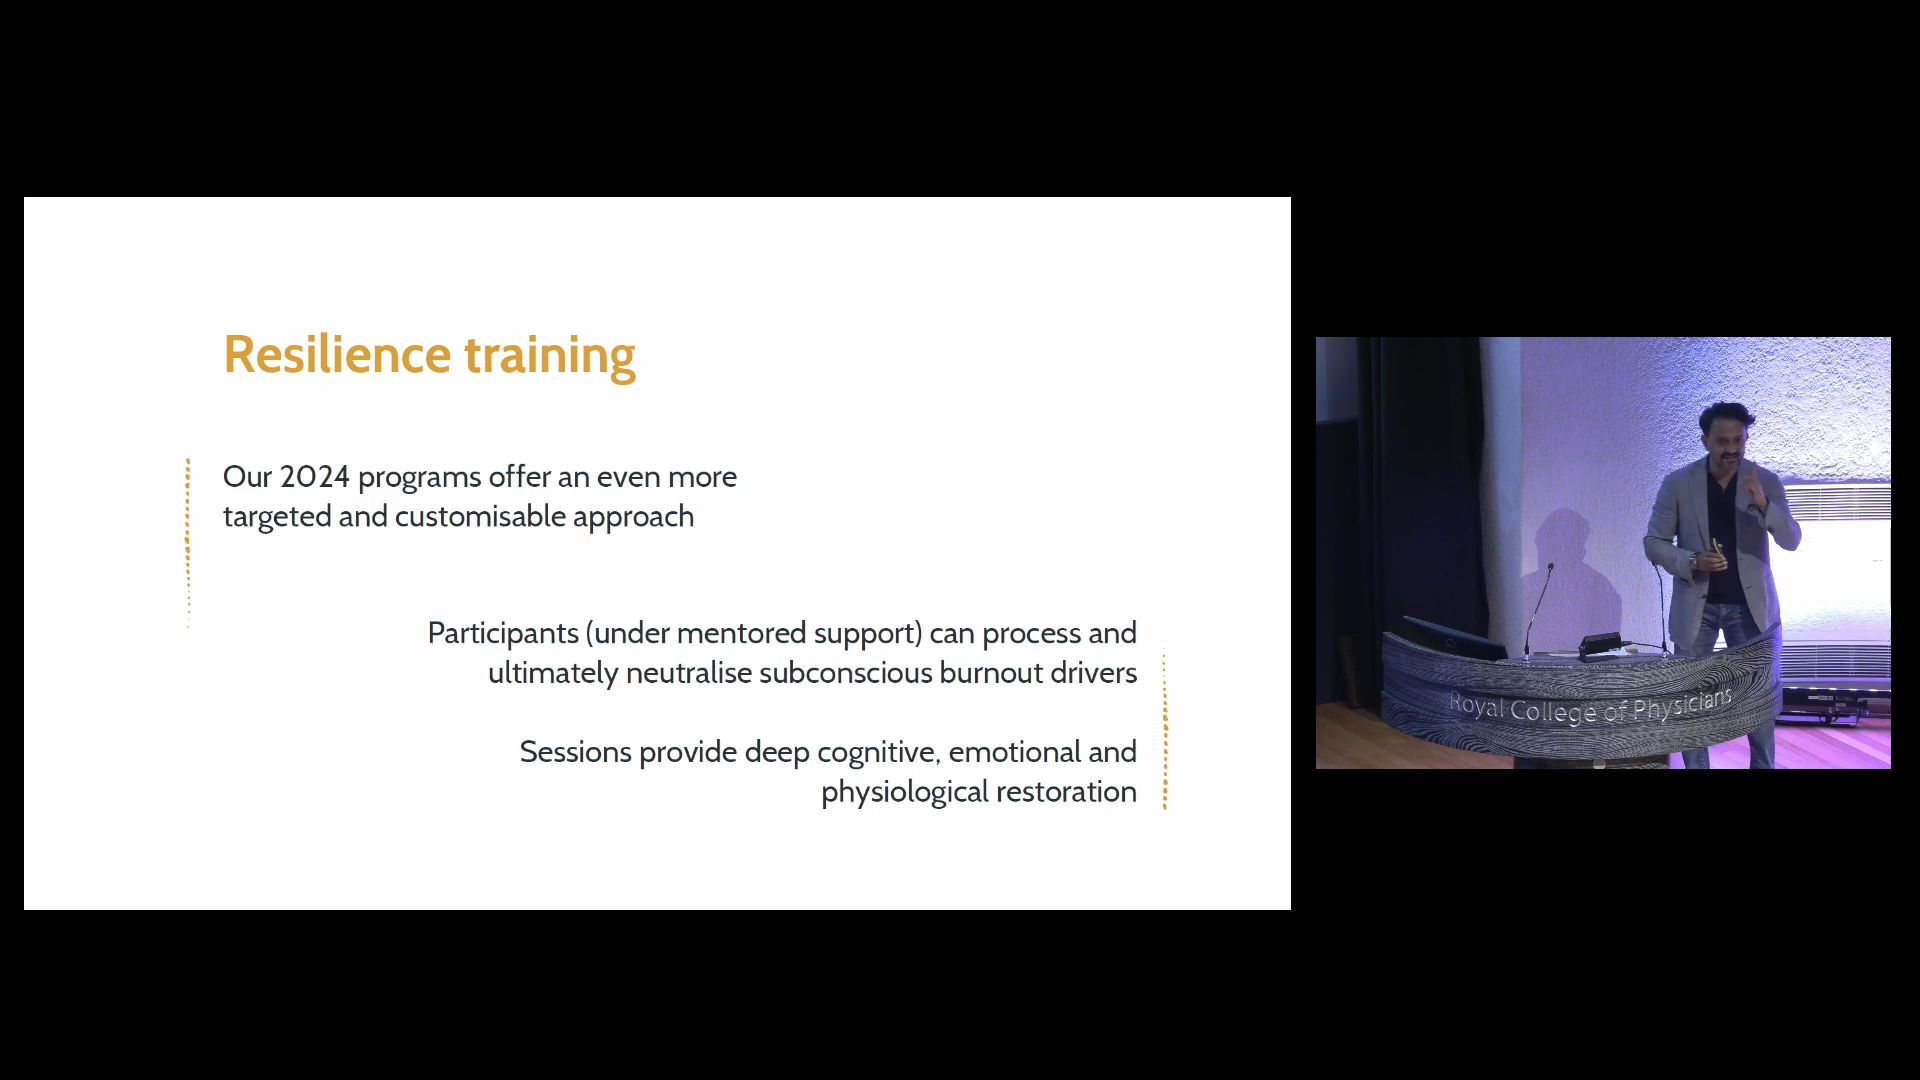 Resilience training
Our 2024 programs offer an even more
targeted and customisable approach
Participants (under mentored support) can process and
ultimately neutralise subconscious burnout drivers
Sessions provide deep cognitive, emotional and
physiological restoration
Royal College of Physicians